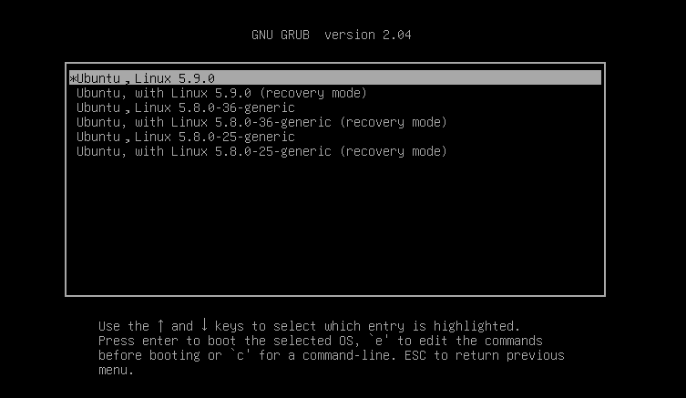 GNU GRUB version 2.04
*Ubuntu , Linux 5.9.0
Ubuntu, with Linux 5.9.0 (recovery mode)
Ubuntu , Linux 5.8.0-36-generic
Ubuntu, with Linux 5.8.0-36-generic (recovery mode)
Ubuntu , Linux 5.8.0-25-generic
Ubuntu, with Linux 5.8.0-25-generic (recovery mode)
Use the ↑ and ↓ keys to select which entry is highlighted.
Press enter to boot the selected OS, `e' to edit the commands
before booting or `c' for a command-line. ESC to return previous
menu.